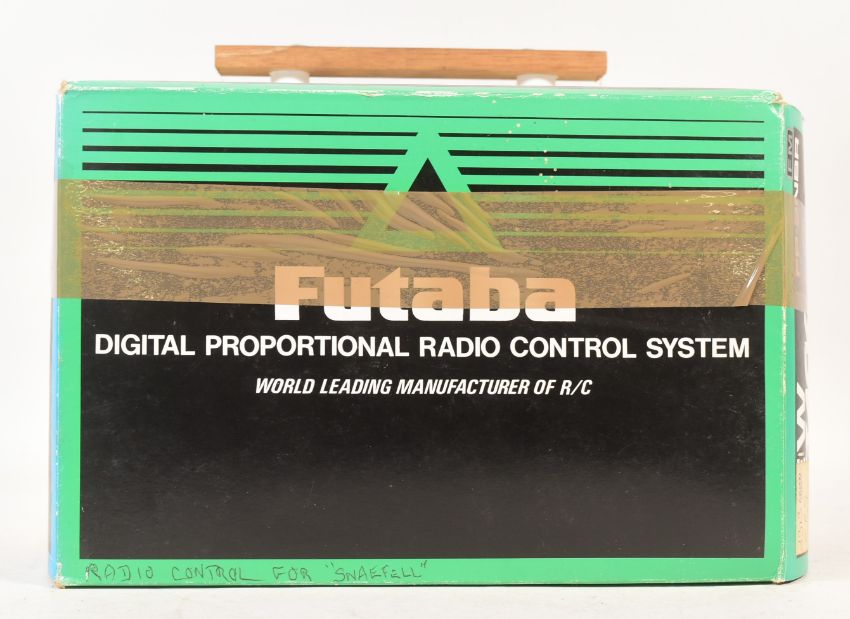 Futaba
DIGITAL PROPORTIONAL RADIO CONTROL SYSTEM
WORLD LEADING MANUFACTURER OF R/C
RADIO CONTROL FOR "SNAEFELL"